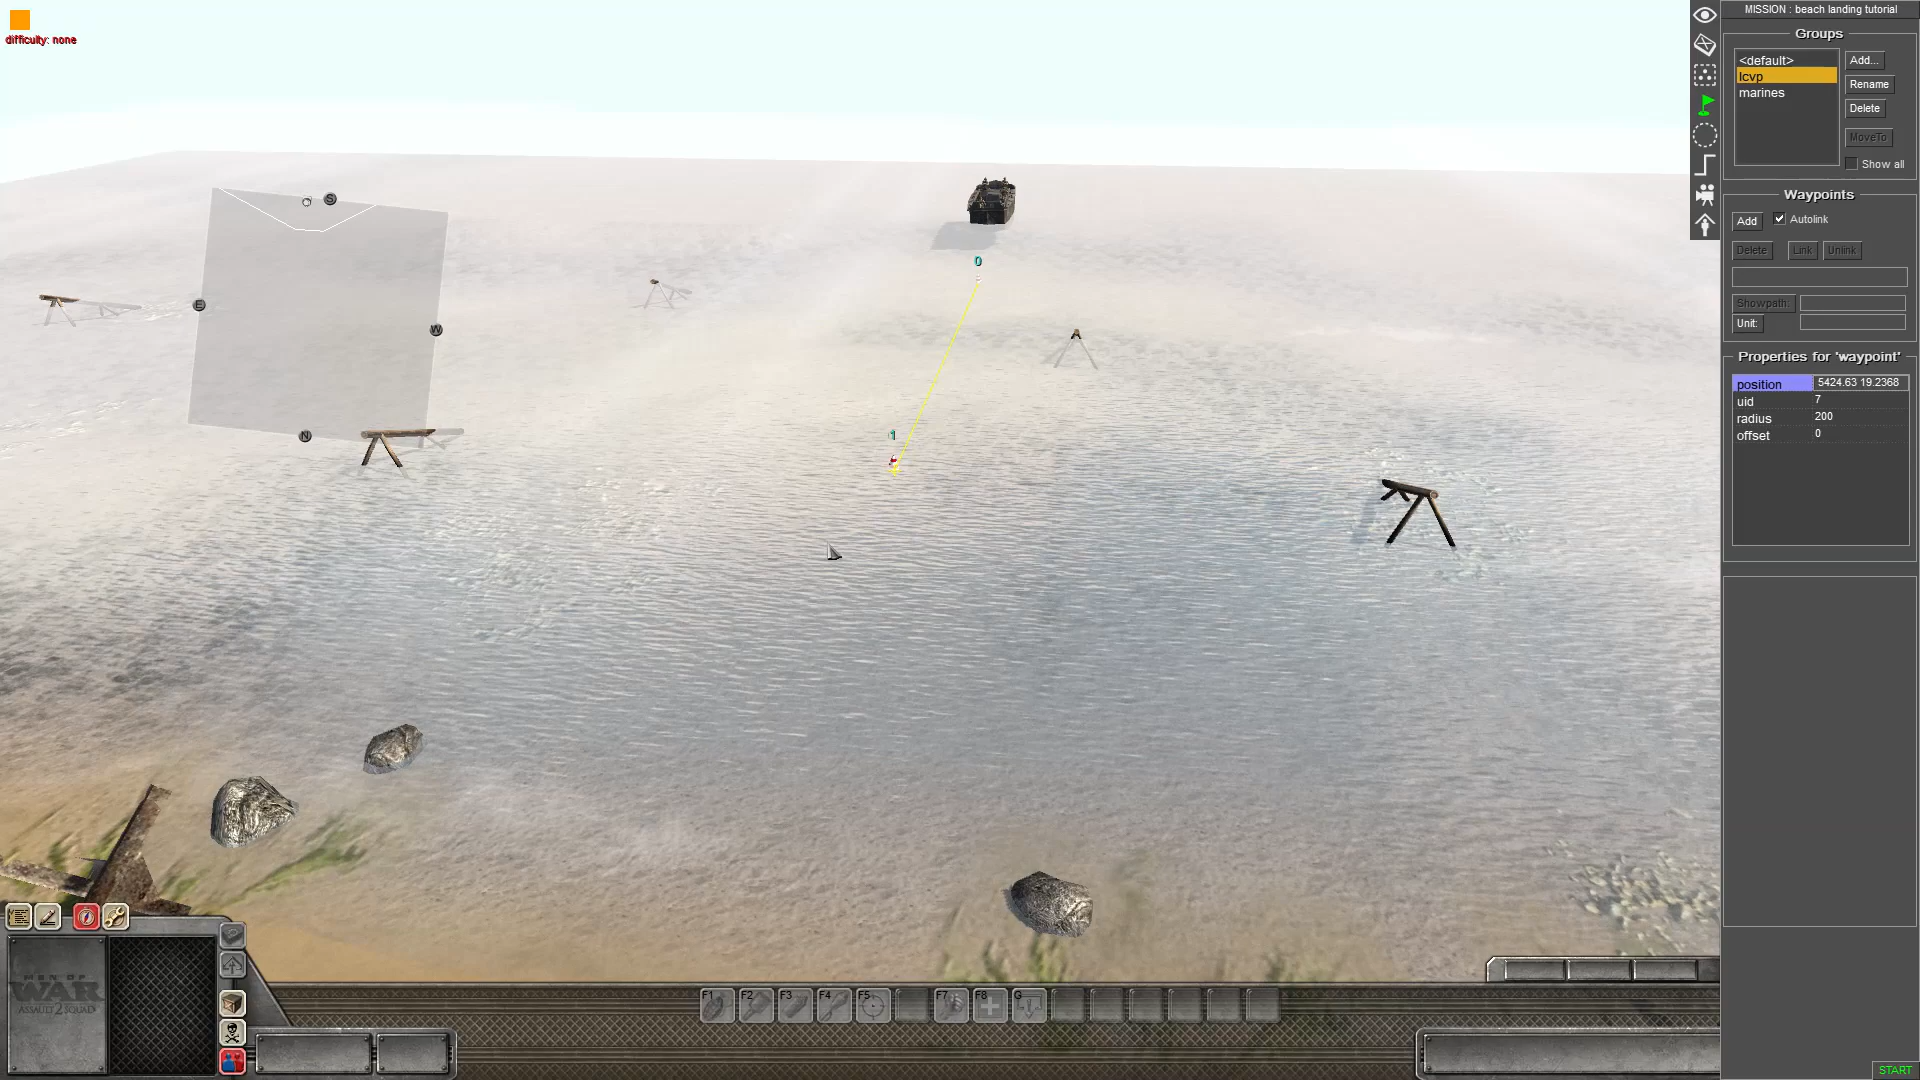 difficulty: none
MISSION : beach landing tutorial
Groups
<default>
lcvp
marines
Add...
Rename
Delete
MoveTo
Show all
Waypoints
Add
Autolink
Delete
Link
Unlink
Showpath:
Unit:
Properties for 'waypoint'
position 5424.63 19.2368
uid 7
radius 200
offset 0
S
E
W
N
0
1
MEN OF
WAR
ASSAULT SQUAD 2
F1
F2
F3
F4
F5
F7
F8
G
START